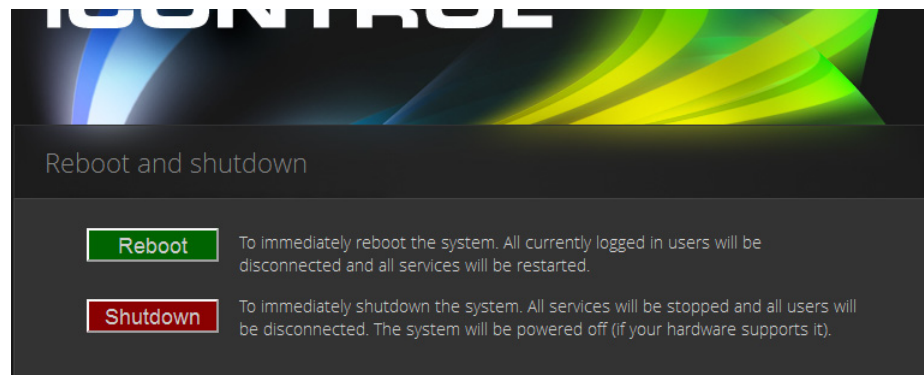 ICONTROL
Reboot and shutdown
Reboot
To immediately reboot the system. All currently logged in users will be
disconnected and all services will be restarted.
Shutdown
To immediately shutdown the system. All services will be stopped and all users will
be disconnected. The system will be powered off (if your hardware supports it).